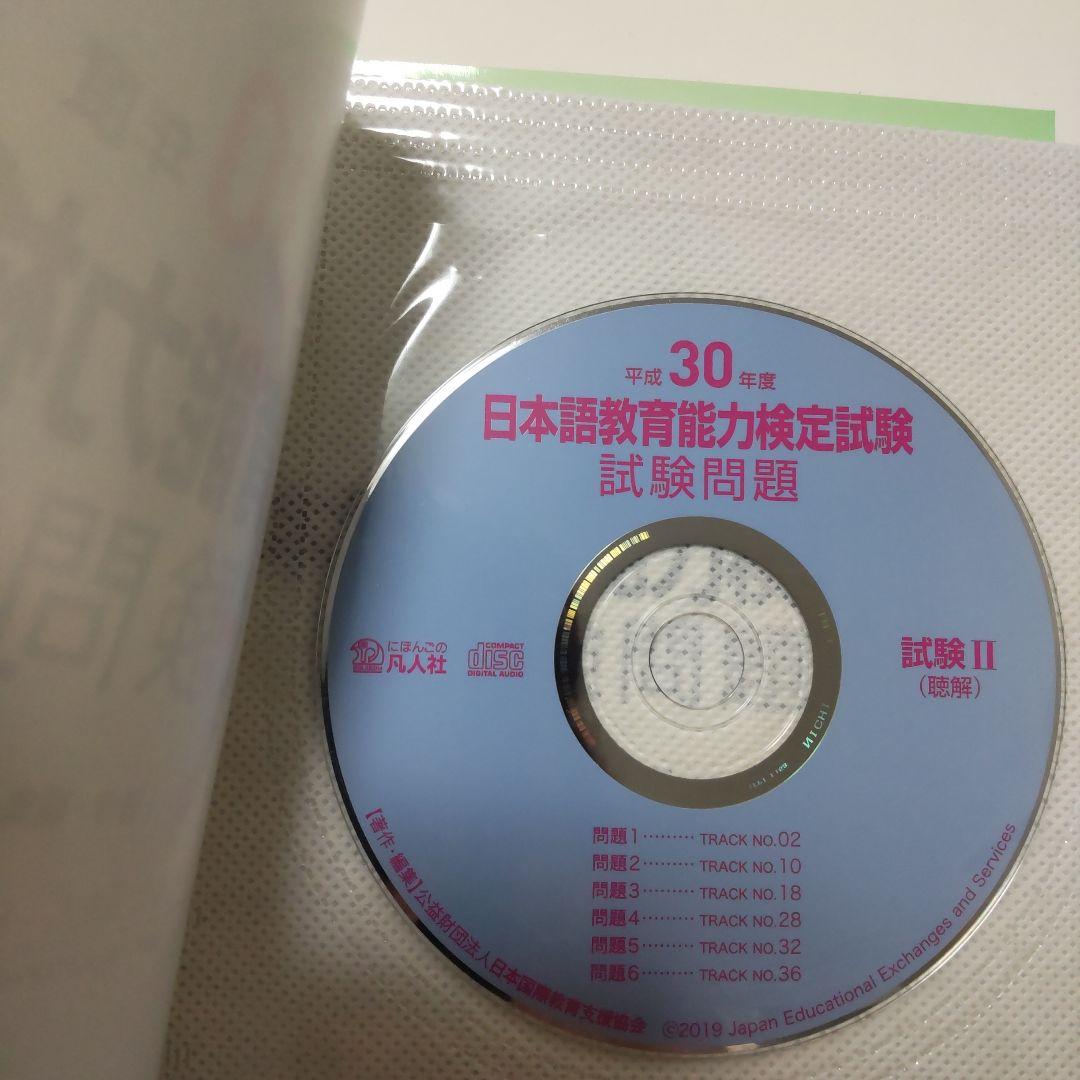 平成30年度
日本語教育能力検定試験
試験問題
にほんごの
凡人社
COMPACT
disc
DIGITAL AUDIO
試験 II
(聴解)
問題1……… TRACK NO.02
問題2……… TRACK NO.10
問題3……… TRACK NO.18
問題4……… TRACK NO.28
問題5……… TRACK NO.32
問題6……… TRACK NO.36
【著作・編集】公益財団法人日本国際教育支援協会
©2019 Japan Educational Exchanges and Services